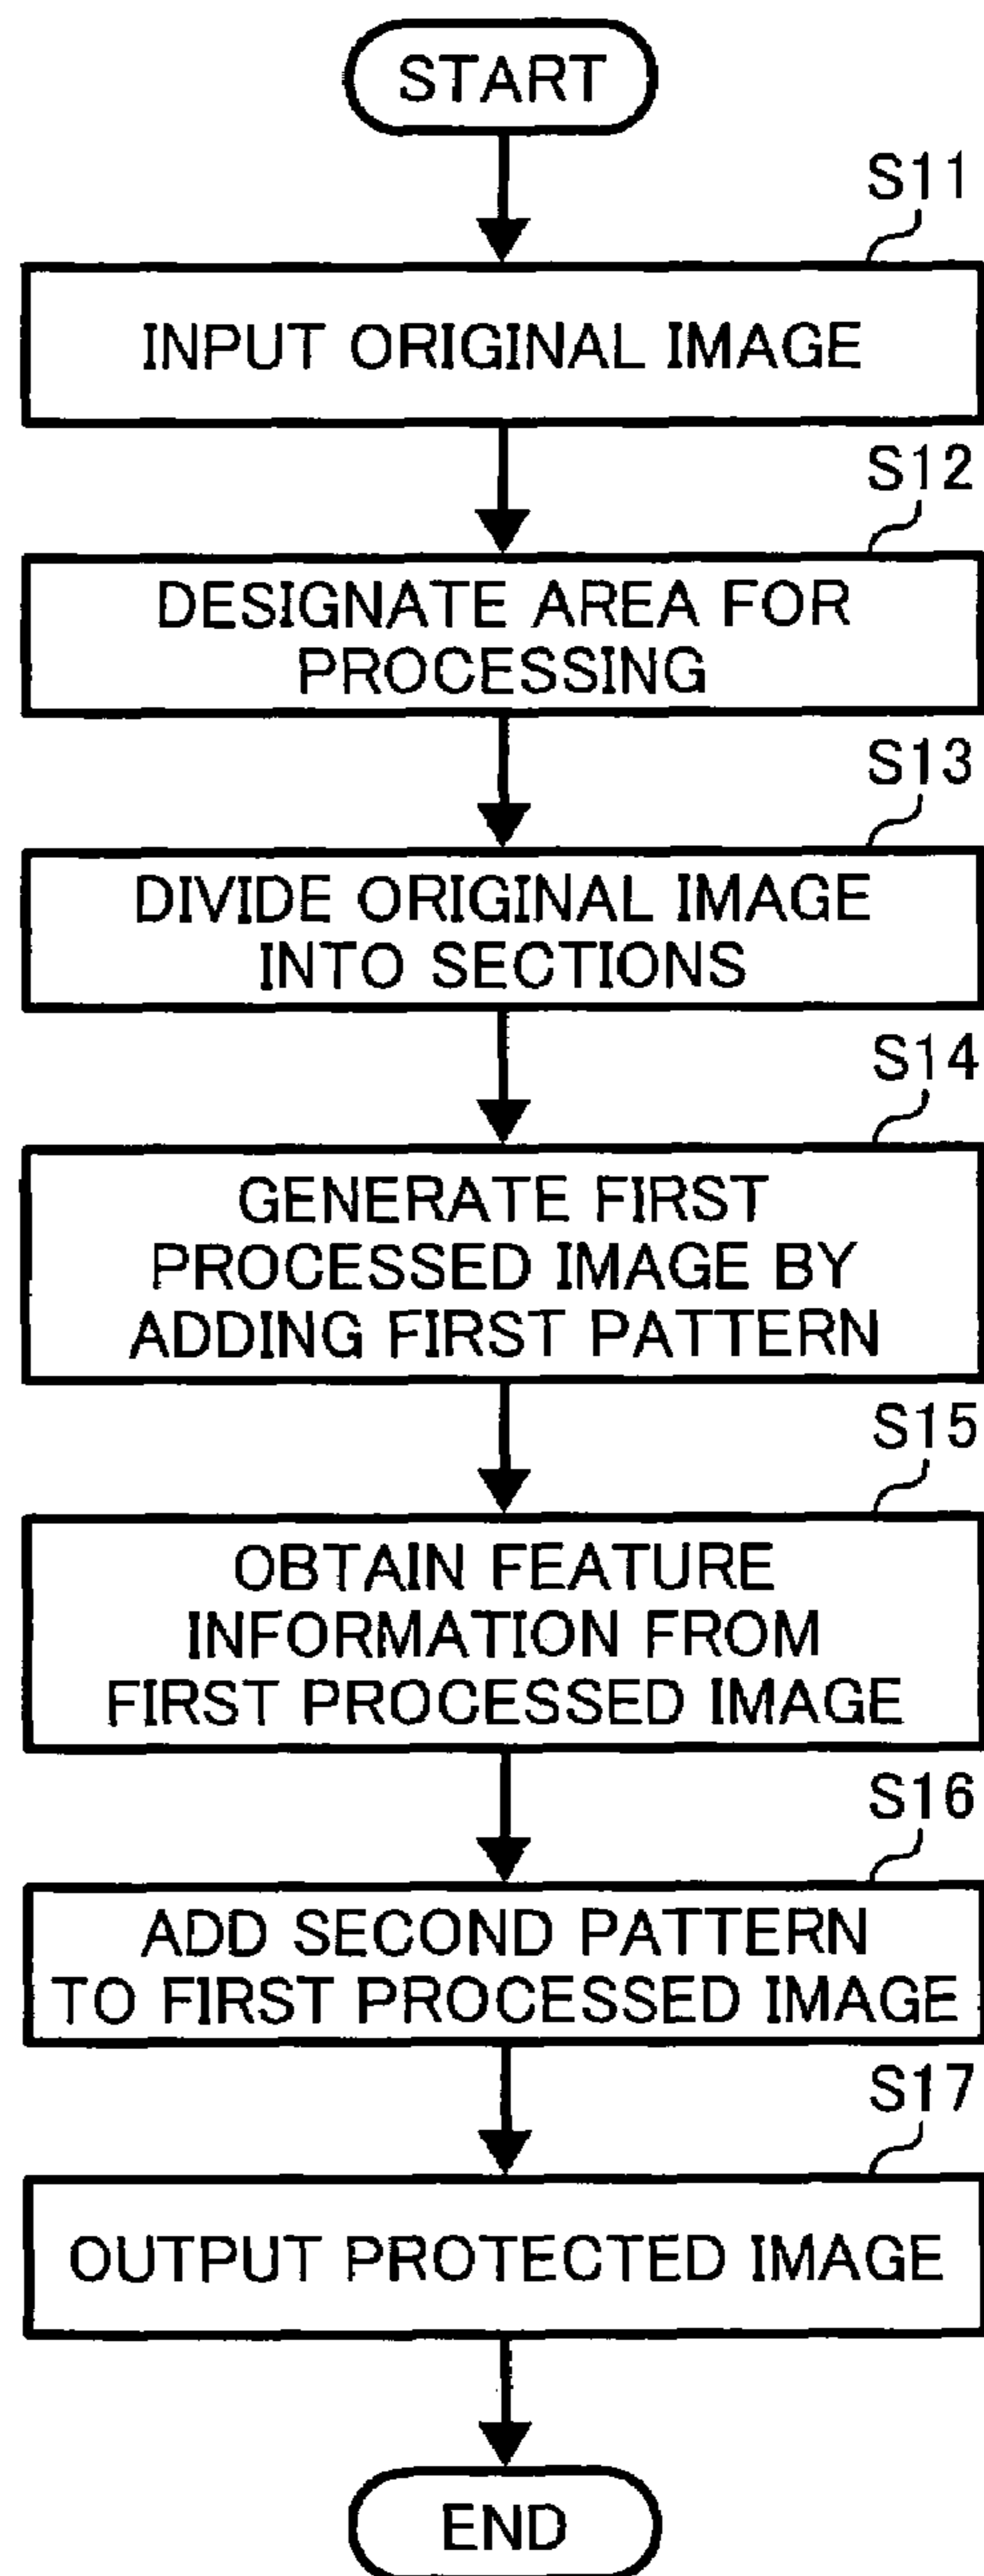 START
S11
INPUT ORIGINAL IMAGE
S12
DESIGNATE AREA FOR
PROCESSING
S13
DIVIDE ORIGINAL IMAGE
INTO SECTIONS
S14
GENERATE FIRST
PROCESSED IMAGE BY
ADDING FIRST PATTERN
S15
OBTAIN FEATURE
INFORMATION FROM
FIRST PROCESSED IMAGE
S16
ADD SECOND PATTERN
TO FIRST PROCESSED IMAGE
S17
OUTPUT PROTECTED IMAGE
END